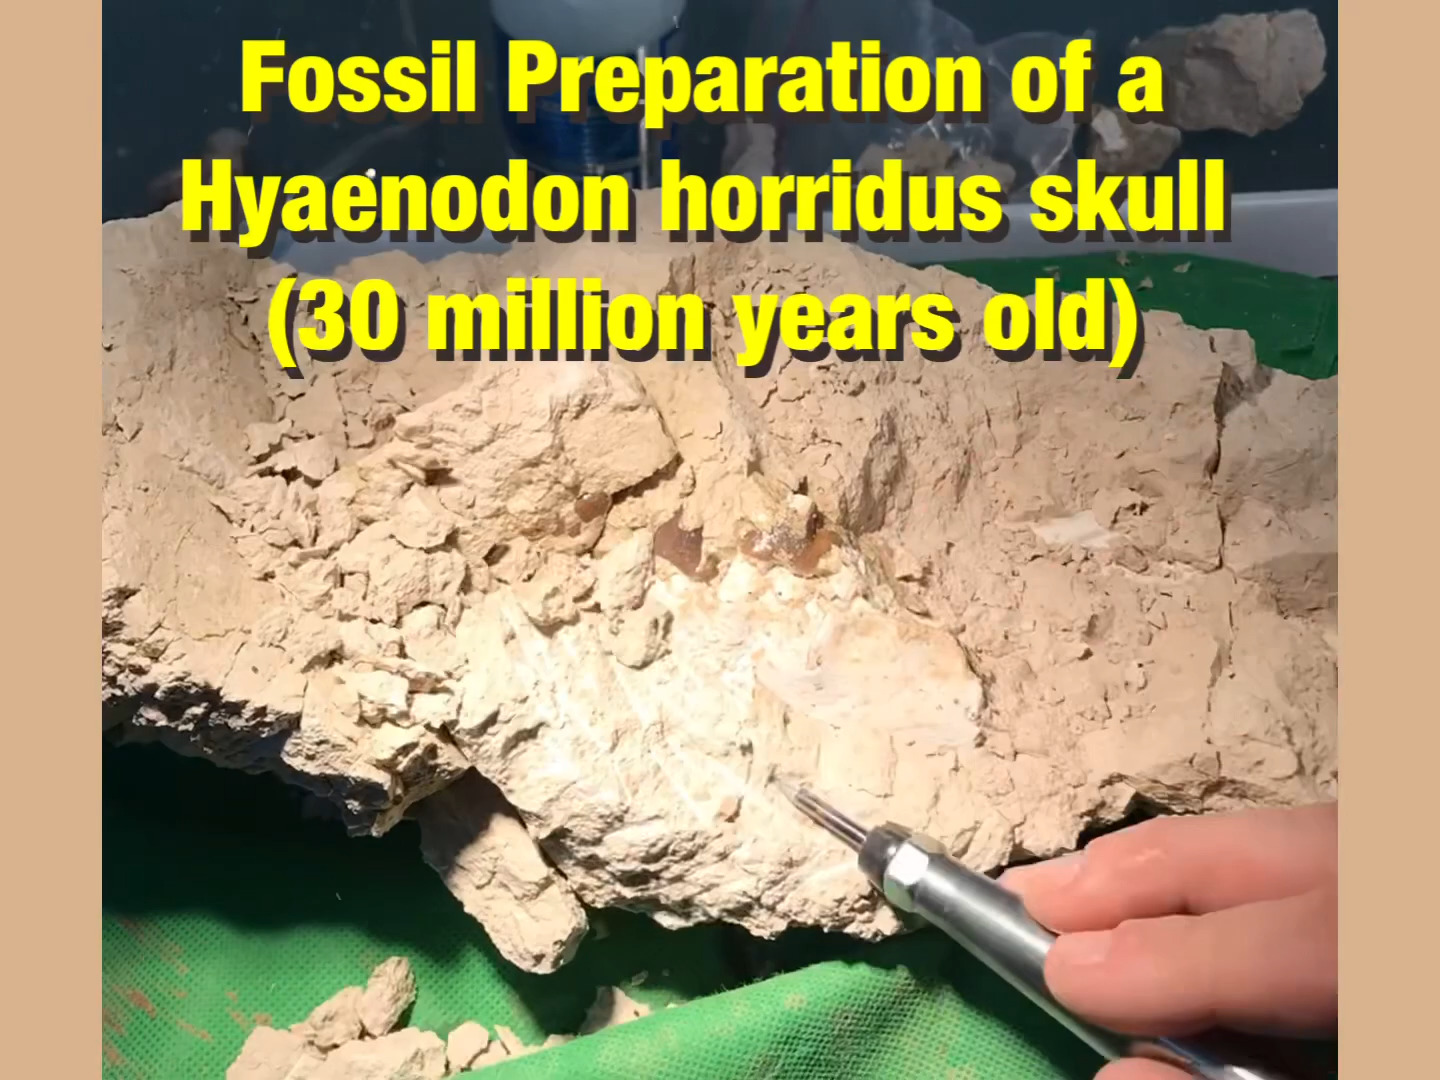 Fossil Preparation of a
Hyaenodon horridus skull
(30 million years old)